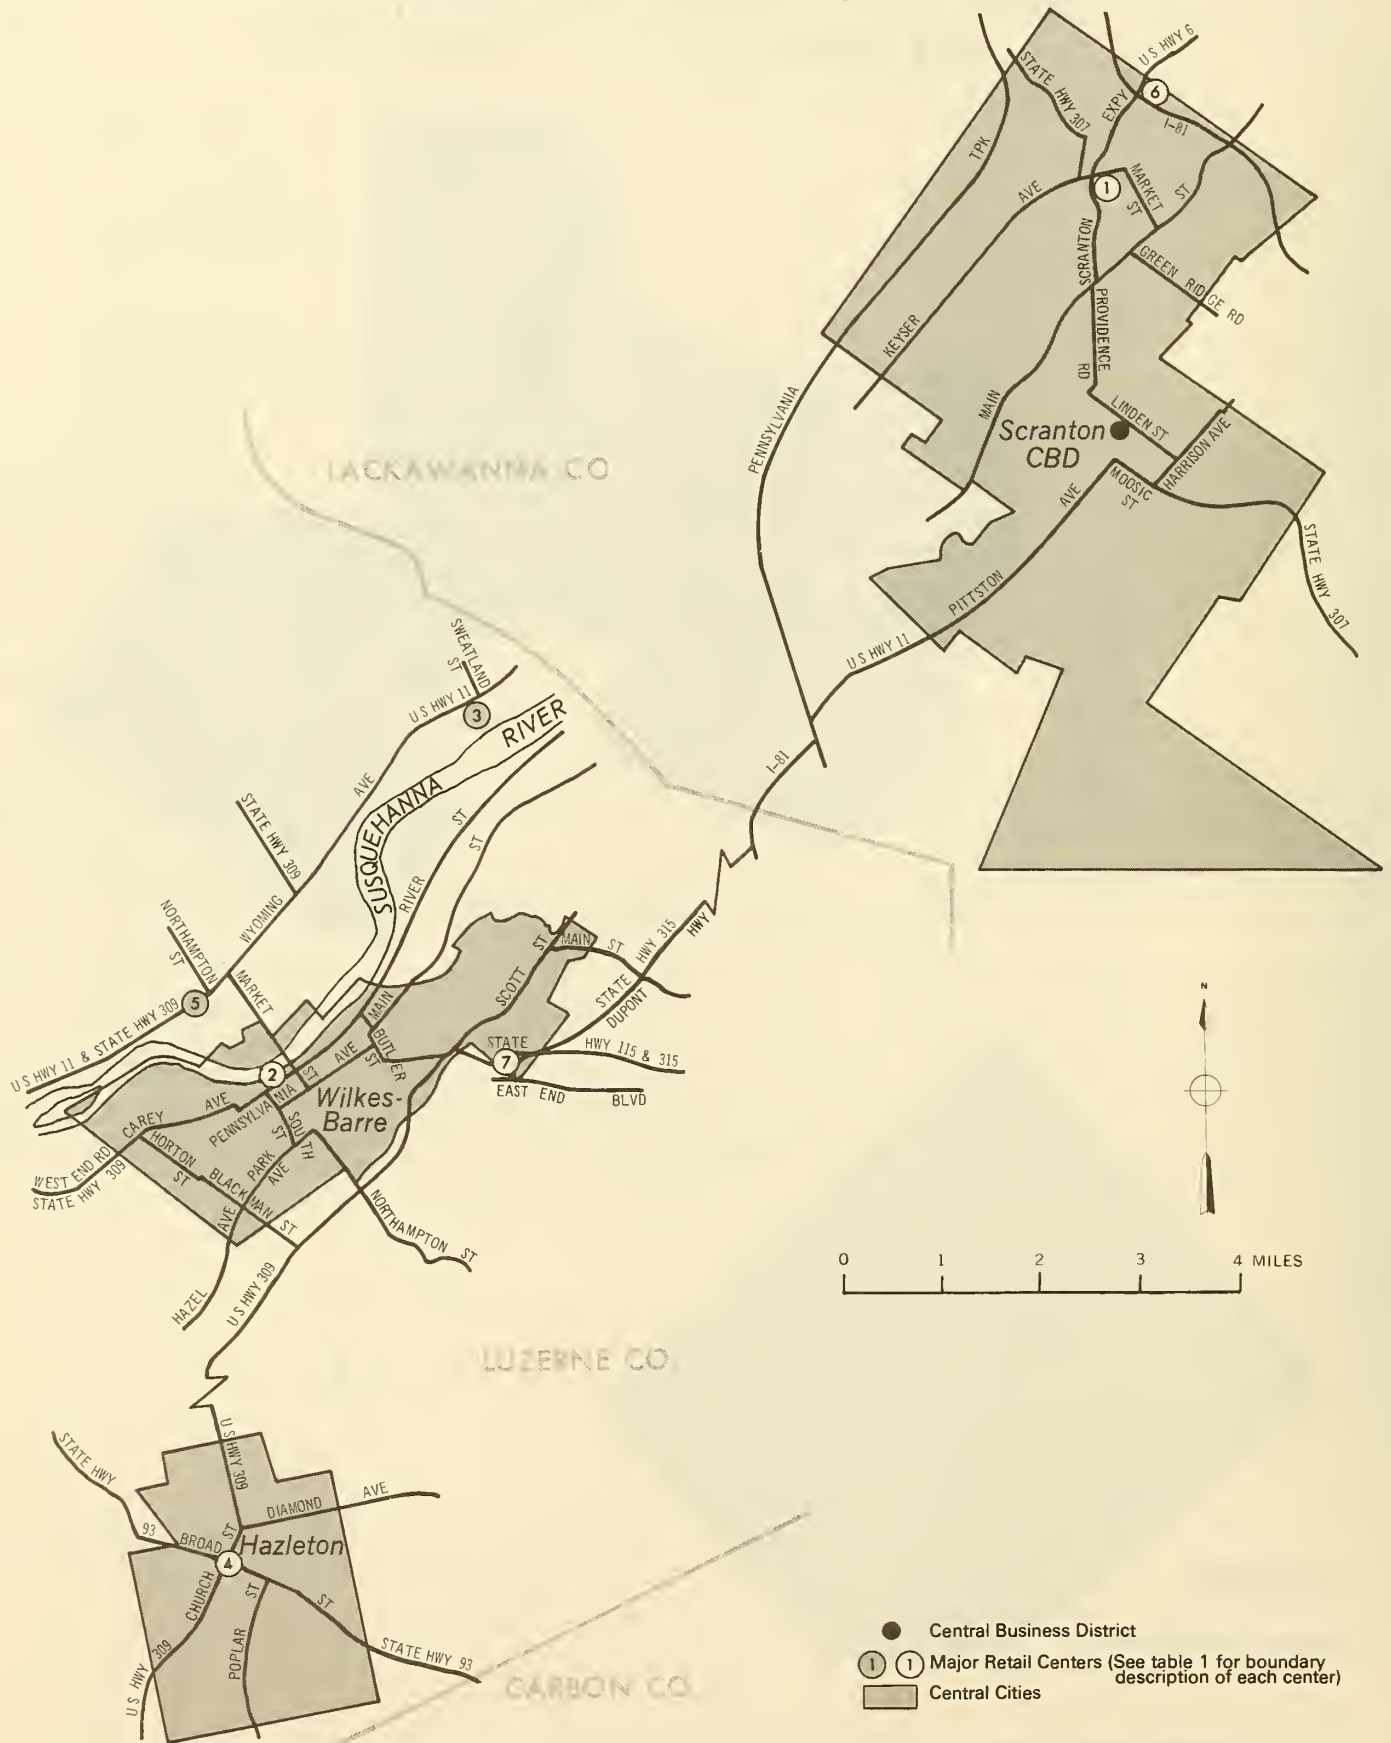 U S HWY 6
STATE HWY 307
EXPY
6
I-81
TPK
AVE
1
MARKET ST
ST
SCRANTON
GREEN RIDGE RD
PROVIDENCE RD
KEYSER
MAIN
PENNSYLVANIA
LINDEN ST
HARRISON AVE
Scranton
CBD
MOOSIC ST
AVE
PITTSTON
STATE HWY 307
U S HWY 11
LACKAWANNA CO
SWEATLAND ST
U S HWY 11
3
SUSQUEHANNA RIVER
I-81
AVE
STATE HWY 309
WYOMING
RIVER ST
ST
NORTHAMPTON ST
MARKET
5
U S HWY 11 & STATE HWY 309
MAIN
SCOTT ST
MAIN ST
STATE HWY 315
DUPONT HWY
BUTLER ST
STATE HWY 115 & 315
7
EAST END BLVD
2
ST
AVE
Wilkes-
Barre
PENNSYLVANIA
CAREY AVE
SOUTH ST
WEST END RD
STATE HWY 309
HORTON ST
PARK AVE
BLACKMAN ST
AVE
HAZEL
NORTHAMPTON ST
U S HWY 309
N
0 1 2 3 4 MILES
LUZERNE CO
U S HWY 309
STATE HWY 93
DIAMOND AVE
BROAD ST
ST
Hazleton
4
CHURCH
U S HWY 309
POPLAR ST
STATE HWY 93
CARBON CO
Central Business District
1 1 Major Retail Centers (See table 1 for boundary
description of each center)
Central Cities